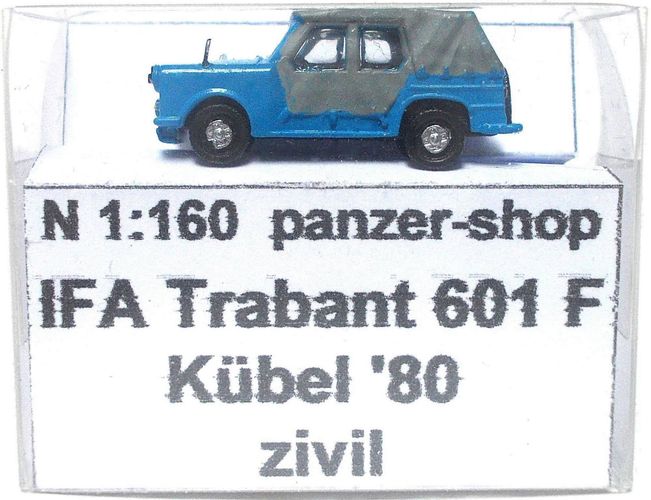 N 1:160 panzer-shop
IFA Trabant 601 F
Kübel '80
zivil